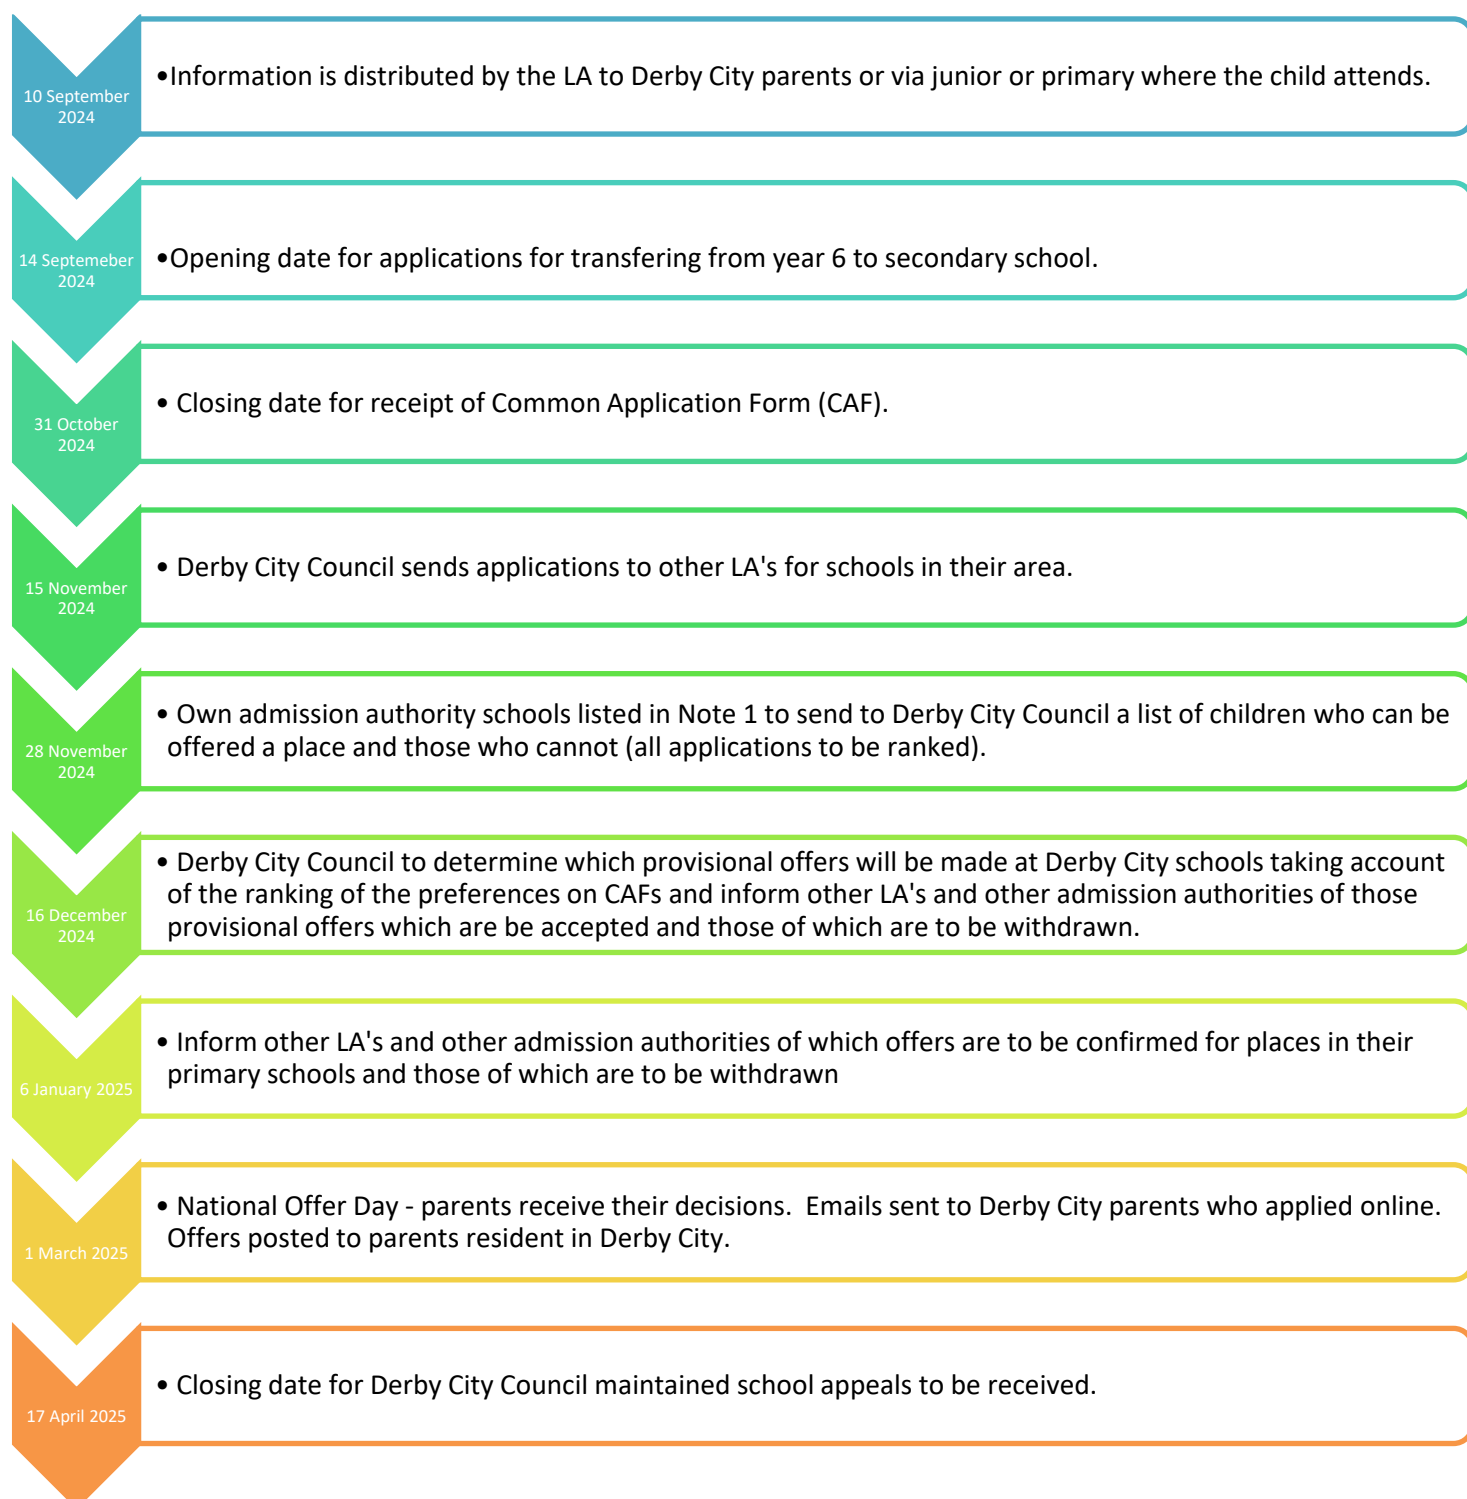 10 September
2024
•Information is distributed by the LA to Derby City parents or via junior or primary where the child attends.
14 Septemeber
2024
•Opening date for applications for transfering from year 6 to secondary school.
31 October
2024
• Closing date for receipt of Common Application Form (CAF).
15 November
2024
• Derby City Council sends applications to other LA's for schools in their area.
28 November
2024
• Own admission authority schools listed in Note 1 to send to Derby City Council a list of children who can be
offered a place and those who cannot (all applications to be ranked).
16 December
2024
• Derby City Council to determine which provisional offers will be made at Derby City schools taking account
of the ranking of the preferences on CAFs and inform other LA's and other admission authorities of those
provisional offers which are be accepted and those of which are to be withdrawn.
6 January 2025
• Inform other LA's and other admission authorities of which offers are to be confirmed for places in their
primary schools and those of which are to be withdrawn
1 March 2025
• National Offer Day - parents receive their decisions.  Emails sent to Derby City parents who applied online.
Offers posted to parents resident in Derby City.
17 April 2025
• Closing date for Derby City Council maintained school appeals to be received.